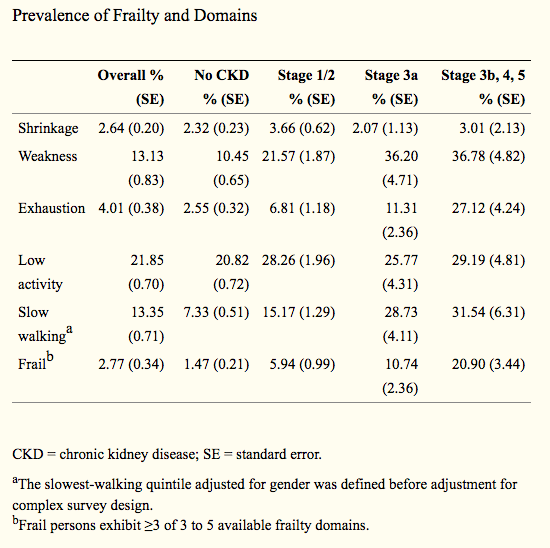 Prevalence of Frailty and Domains
Overall % No CKD Stage 1/2 Stage 3a Stage 3b, 4, 5
(SE) % (SE) % (SE) % (SE) % (SE)
Shrinkage 2.64 (0.20) 2.32 (0.23) 3.66 (0.62) 2.07 (1.13) 3.01 (2.13)
Weakness 13.13 10.45 21.57 (1.87) 36.20 36.78 (4.82)
(0.83) (0.65) (4.71)
Exhaustion 4.01 (0.38) 2.55 (0.32) 6.81 (1.18) 11.31 27.12 (4.24)
(2.36)
Low 21.85 20.82 28.26 (1.96) 25.77 29.19 (4.81)
activity (0.70) (0.72) (4.31)
Slow 13.35 7.33 (0.51) 15.17 (1.29) 28.73 31.54 (6.31)
walkingᵃ (0.71) (4.11)
Frailᵇ 2.77 (0.34) 1.47 (0.21) 5.94 (0.99) 10.74 20.90 (3.44)
(2.36)
CKD = chronic kidney disease; SE = standard error.
ᵃThe slowest-walking quintile adjusted for gender was defined before adjustment for
complex survey design.
ᵇFrail persons exhibit ≥3 of 3 to 5 available frailty domains.